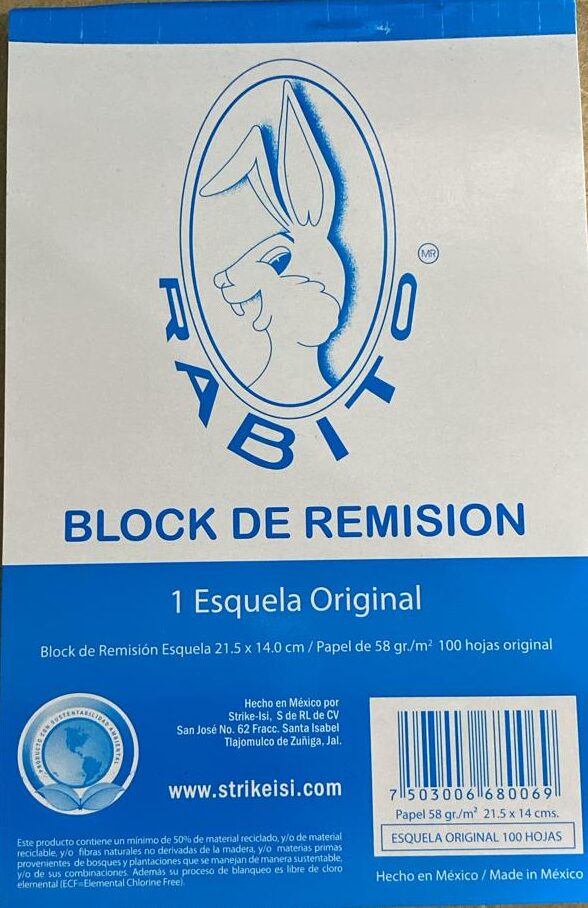 MR
RABITO
BLOCK DE REMISION
1 Esquela Original
Block de Remisión Esquela 21.5 x 14.0 cm / Papel de 58 gr./m² 100 hojas original
PRODUCTO CON SUSTENTABILIDAD AMBIENTAL
Hecho en México por
Strike-Isi, S de RL de CV
San José No. 62 Fracc. Santa Isabel
Tlajomulco de Zuñiga, Jal.
www.strikeisi.com
Este producto contiene un mínimo de 50% de material reciclado, y/o de material
reciclable, y/o fibras naturales no derivadas de la madera, y/o materias primas
provenientes de bosques y plantaciones que se manejan de manera sustentable,
y/o de sus combinaciones. Además su proceso de blanqueo es libre de cloro
elemental (ECF=Elemental Chlorine Free).
7 503006 680069
Papel 58 gr./m² 21.5 x 14 cms.
ESQUELA ORIGINAL 100 HOJAS
Hecho en México / Made in México